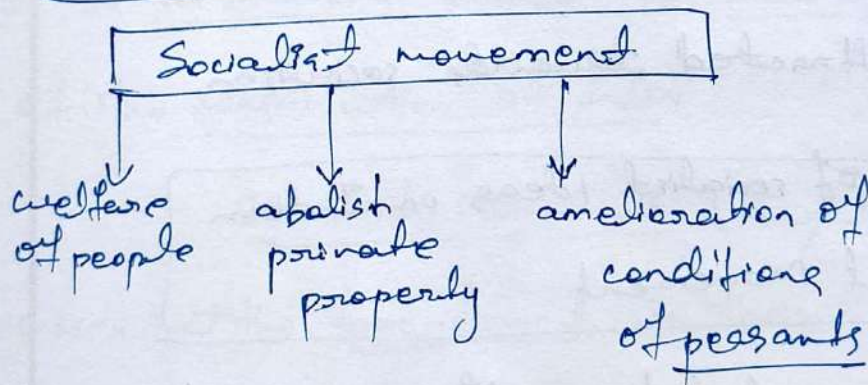 Socialist movement
welfare of people
abolish private property
amelioration of conditions of peasants